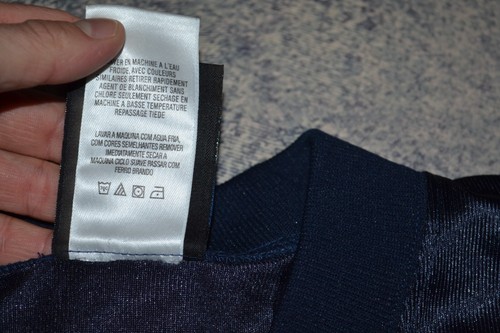 EN MACHINE A L'EAU
FROIDE, AVEC COULEURS
SIMILAIRES RETIRER RAPIDEMENT
AGENT DE BLANCHIMENT SANS
CHLORE SEULEMENT SECHAGE EN
MACHINE A BASSE TEMPERATURE
REPASSAGE TIEDE
LAVAR A MAQUINA COM AGUA FRIA,
COM CORES SEMELHANTES REMOVER
IMEDIATAMENTE SECAR A
MAQUINA CICLO SUAVE PASSAR COM
FERRO BRANDO